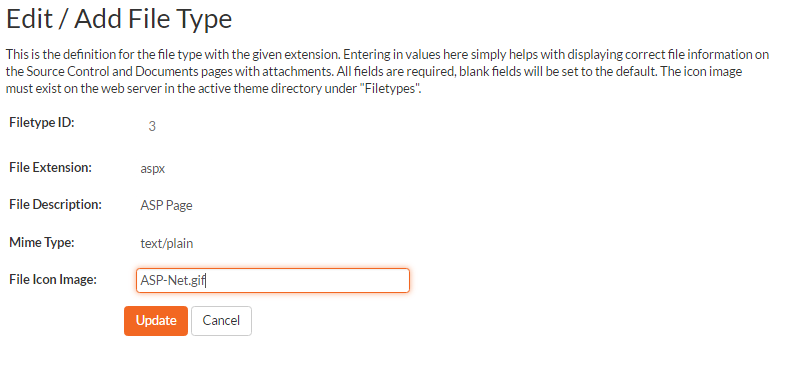 Edit / Add File Type
This is the definition for the file type with the given extension. Entering in values here simply helps with displaying correct file information on
the Source Control and Documents pages with attachments. All fields are required, blank fields will be set to the default. The icon image
must exist on the web server in the active theme directory under "Filetypes".
Filetype ID: 3
File Extension: aspx
File Description: ASP Page
Mime Type: text/plain
File Icon Image: ASP-Net.gif
Update Cancel